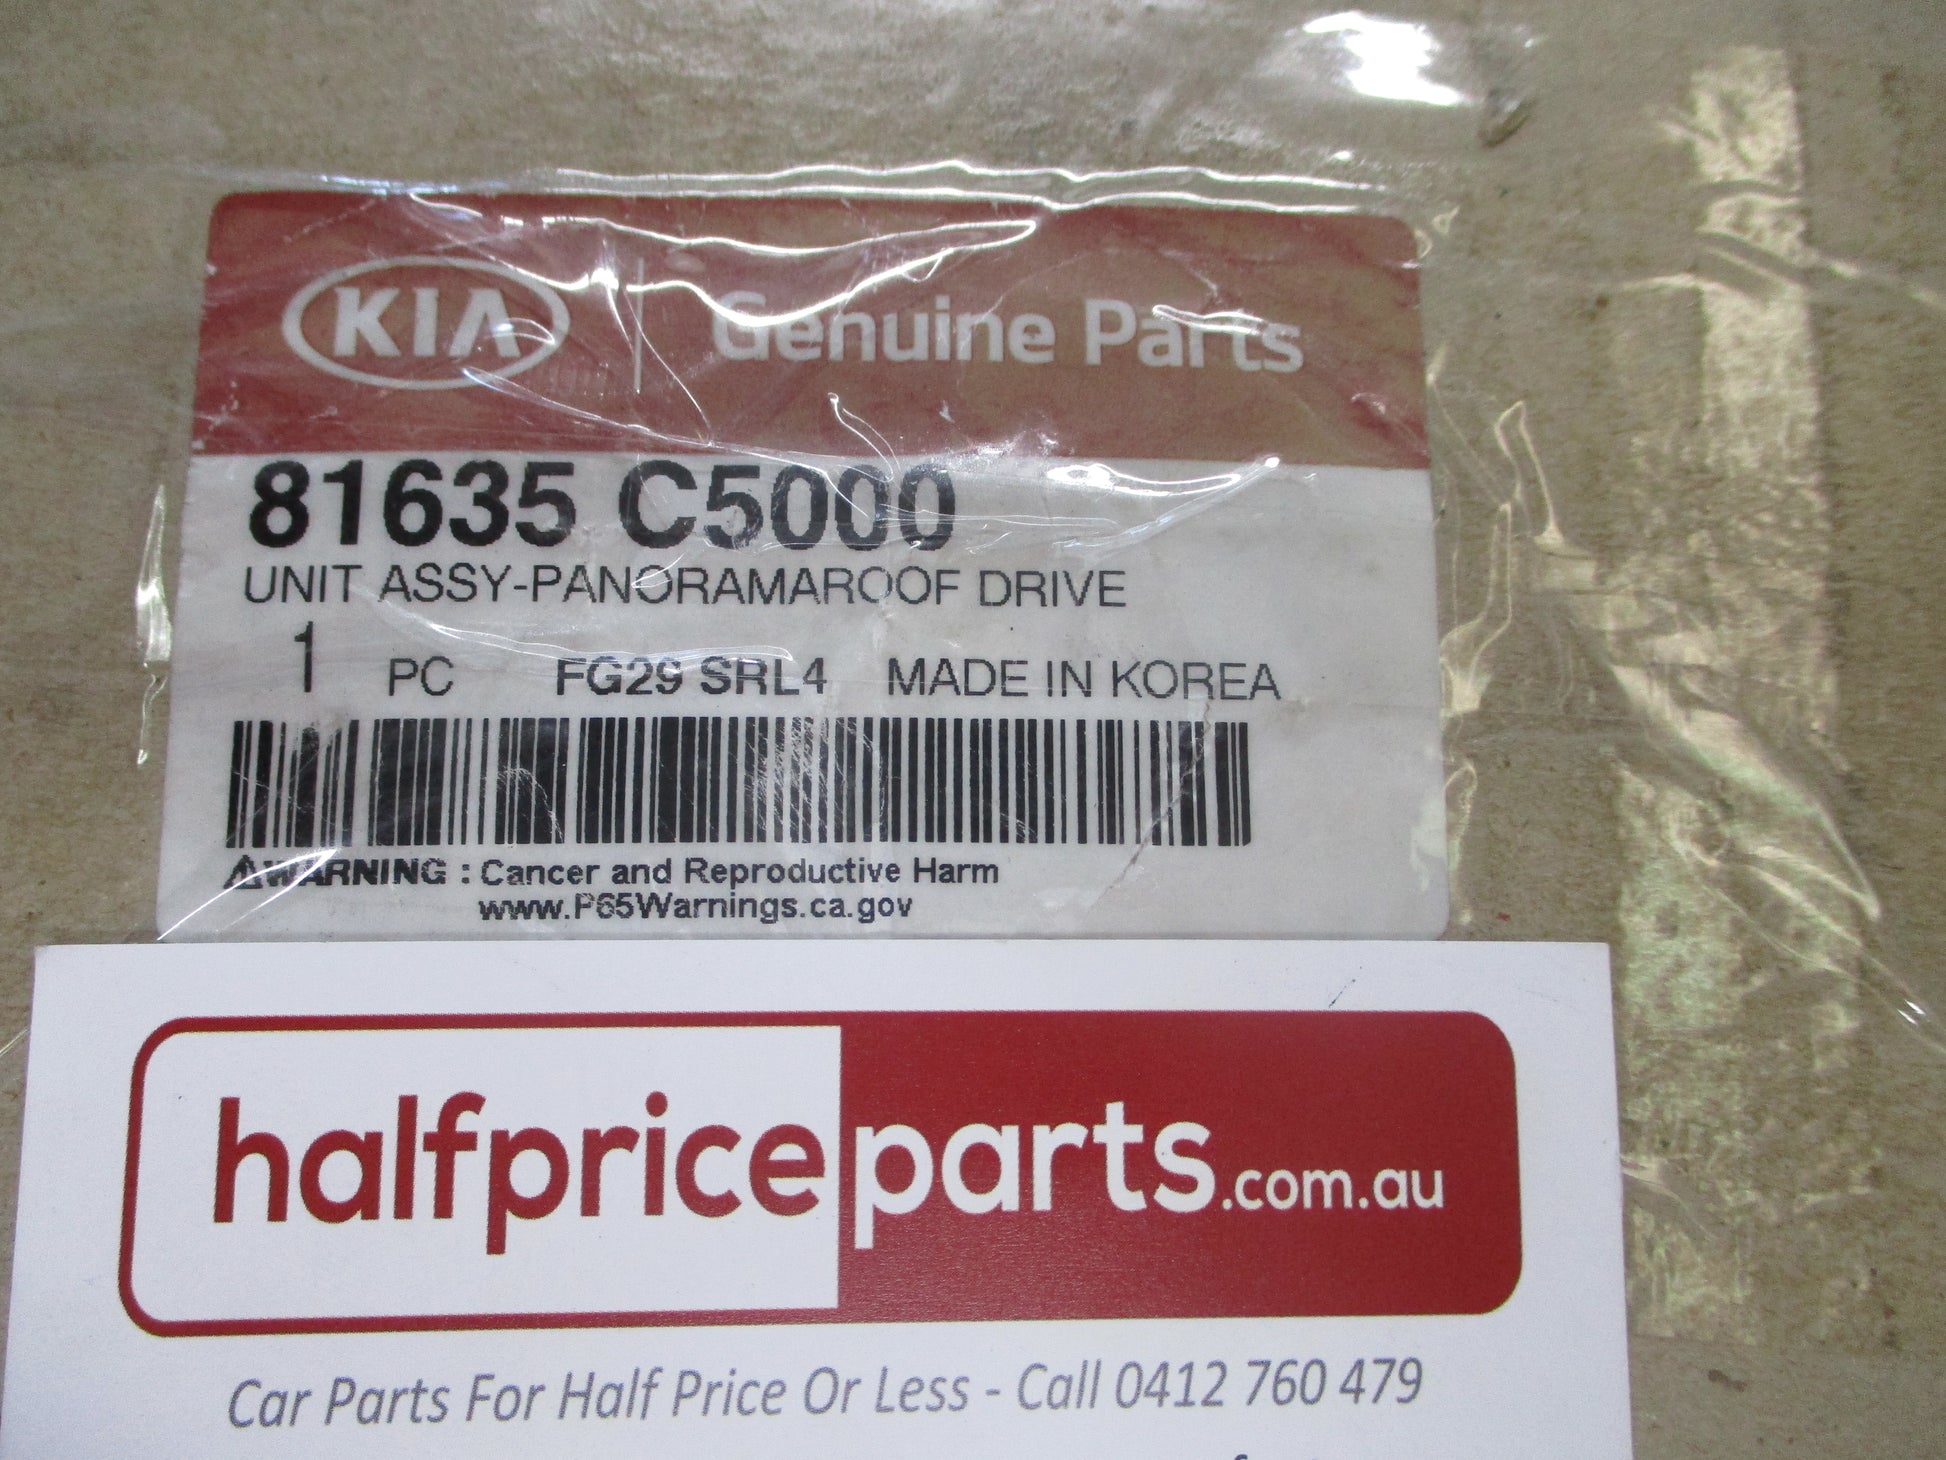 KIA Genuine Parts
81635 C5000
UNIT ASSY-PANORAMAROOF DRIVE
1 PC FG29 SRL4 MADE IN KOREA
WARNING : Cancer and Reproductive Harm
www.P65Warnings.ca.gov
halfpriceparts.com.au
Car Parts For Half Price Or Less - Call 0412 760 479